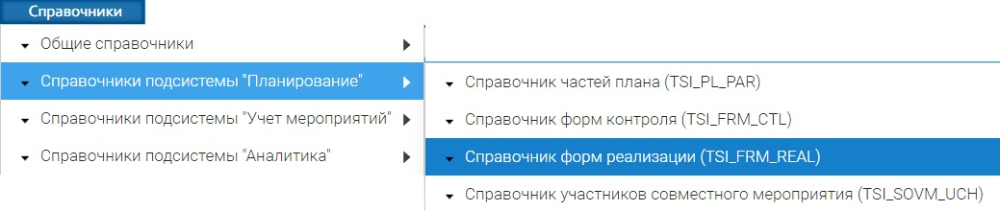 Справочники
Общие справочники
Справочники подсистемы "Планирование"
Справочники подсистемы "Учет мероприятий"
Справочники подсистемы "Аналитика"
Справочник частей плана (TSI_PL_PAR)
Справочник форм контроля (TSI_FRM_CTL)
Справочник форм реализации (TSI_FRM_REAL)
Справочник участников совместного мероприятия (TSI_SOVM_UCH)